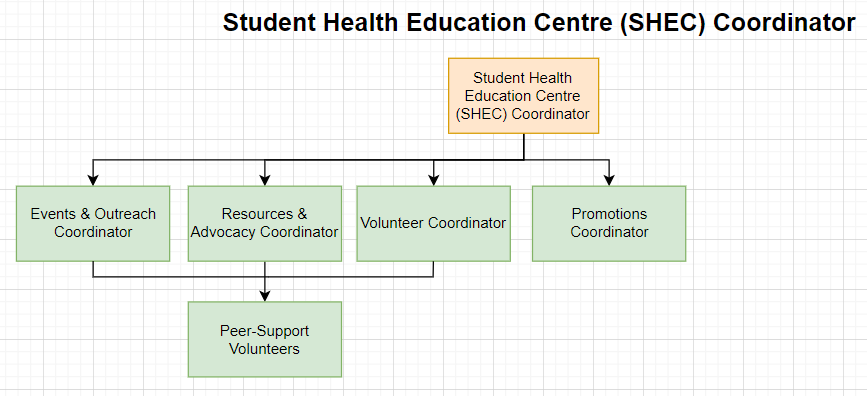 Student Health Education Centre (SHEC) Coordinator
Student Health
Education Centre
(SHEC) Coordinator
Events & Outreach
Coordinator
Resources &
Advocacy Coordinator
Volunteer Coordinator
Promotions
Coordinator
Peer-Support
Volunteers